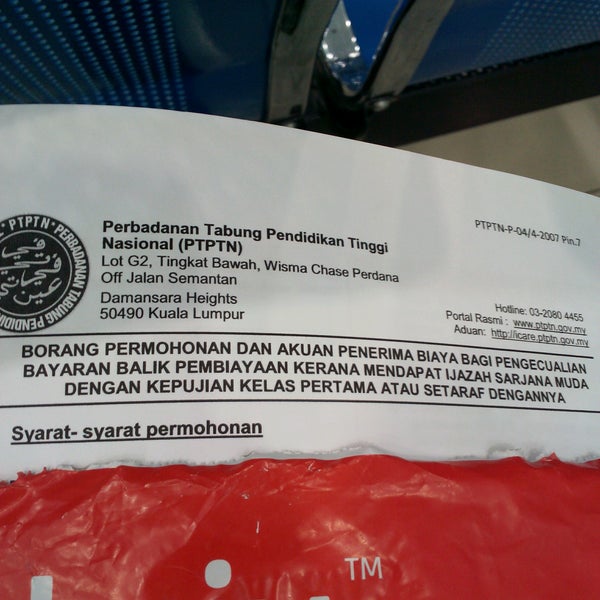 PTPTN · PERBADANAN TABUNG PENDIDIK
Perbadanan Tabung Pendidikan Tinggi
Nasional (PTPTN)
Lot G2, Tingkat Bawah, Wisma Chase Perdana
Off Jalan Semantan
Damansara Heights
50490 Kuala Lumpur
PTPTN-P-04/4-2007 Pin.7
Hotline: 03-2080 4455
Portal Rasmi : www.ptptn.gov.my
Aduan: http://icare.ptptn.gov.my
BORANG PERMOHONAN DAN AKUAN PENERIMA BIAYA BAGI PENGECUALIAN
BAYARAN BALIK PEMBIAYAAN KERANA MENDAPAT IJAZAH SARJANA MUDA
DENGAN KEPUJIAN KELAS PERTAMA ATAU SETARAF DENGANNYA
Syarat- syarat permohonan
TM